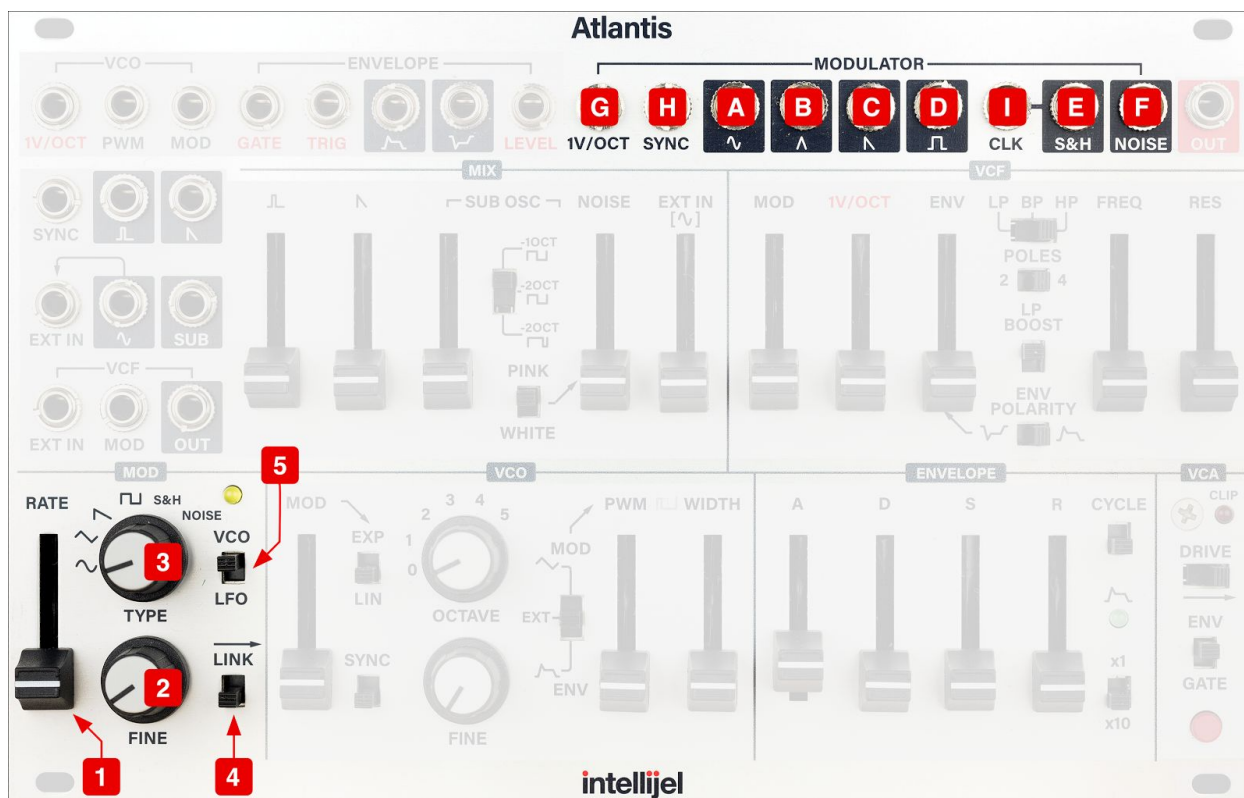 Atlantis
VCO ENVELOPE MODULATOR
G H A B C D I E F
1V/OCT PWM MOD GATE TRIG LEVEL 1V/OCT SYNC CLK S&H NOISE OUT
MIX VCF
SUB OSC NOISE EXT IN MOD 1V/OCT ENV LP BP HP FREQ RES
SYNC
-1OCT
POLES
2 4
-2OCT
LP
BOOST
EXT IN SUB
-2OCT
VCF
PINK
ENV
POLARITY
WHITE
EXT IN MOD OUT
MOD VCO ENVELOPE VCA
5
RATE S&H MOD 3 4 PWM WIDTH A D S R CYCLE CLIP
NOISE 2 5
VCO EXP 1 MOD
3 0 DRIVE
LFO LIN
TYPE OCTAVE EXT
ENV
LINK SYNC x1
2 ENV GATE
x10
FINE FINE
1 4
intellijel